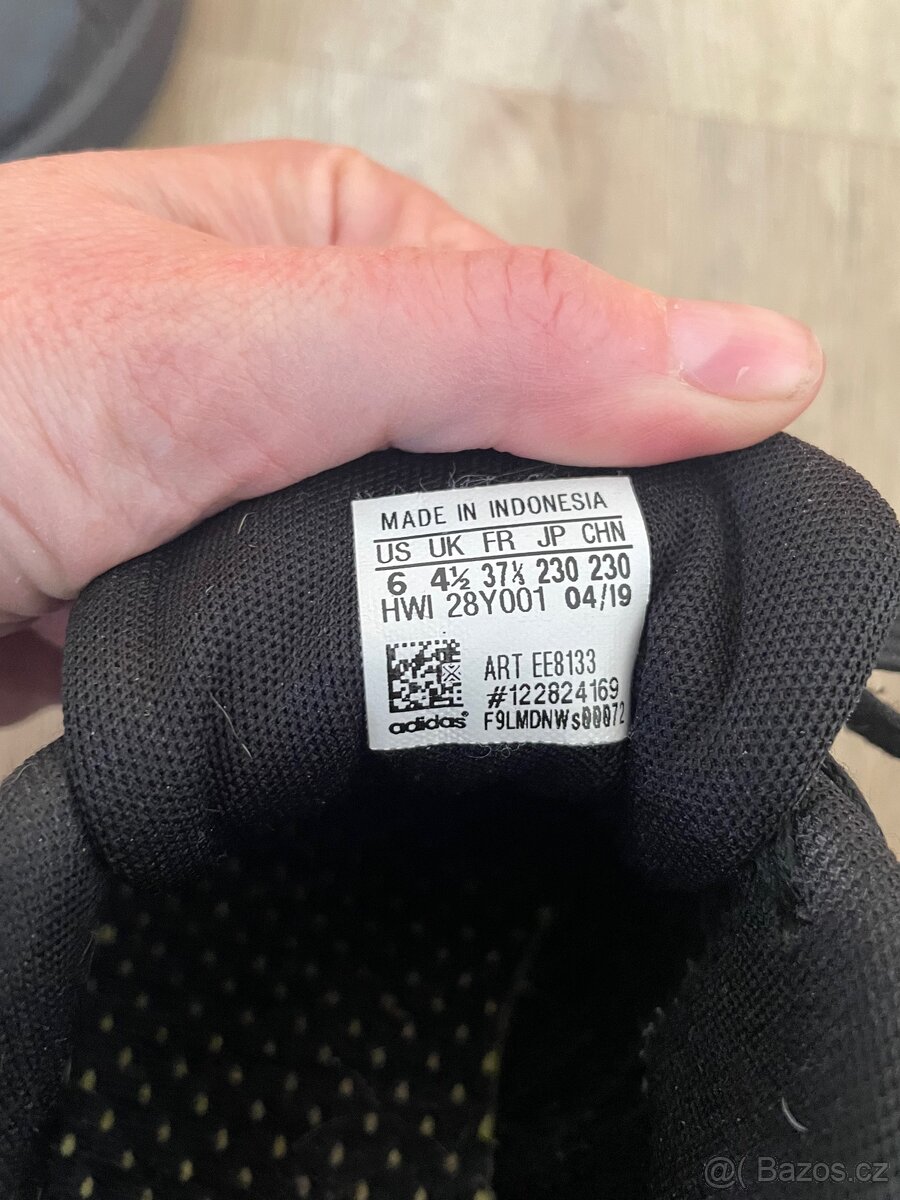 MADE IN INDONESIA
US UK FR JP CHN
6 4½ 37⅓ 230 230
HWI 28Y001 04/19
ART EE8133
#122824169
F9LMDNWs00072
adidas
@( Bazos.cz